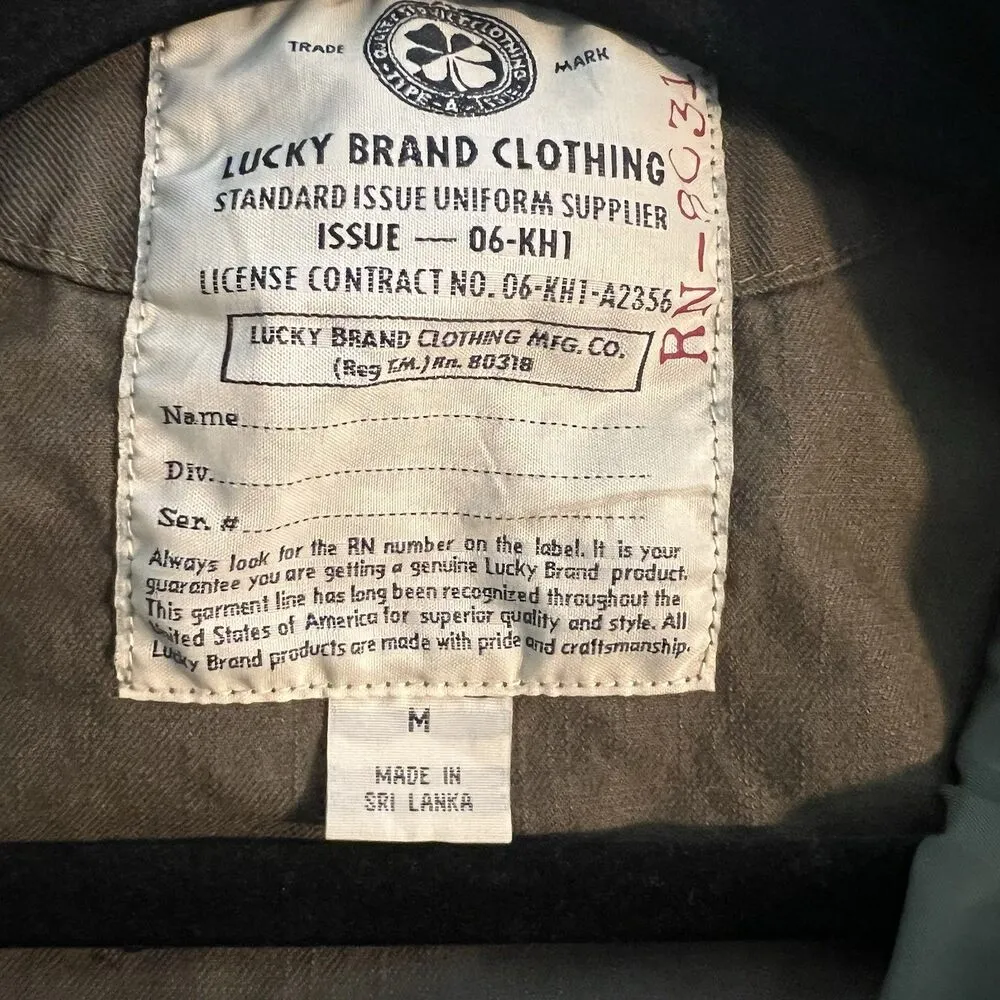 TRADE MARK
TYPE-A
LUCKY BRAND CLOTHING
STANDARD ISSUE UNIFORM SUPPLIER
ISSUE — 06-KH1
LICENSE CONTRACT NO. 06-KH1-A2356
LUCKY BRAND CLOTHING MFG. CO.
(Reg T.M.) Rn. 80318
RN-8031
Name
Div.
Ser. #
Always look for the RN number on the label. It is your
guarantee you are getting a genuine Lucky Brand product.
This garment line has long been recognized throughout the
United States of America for superior quality and style. All
Lucky Brand products are made with pride and craftsmanship.
M
MADE IN
SRI LANKA